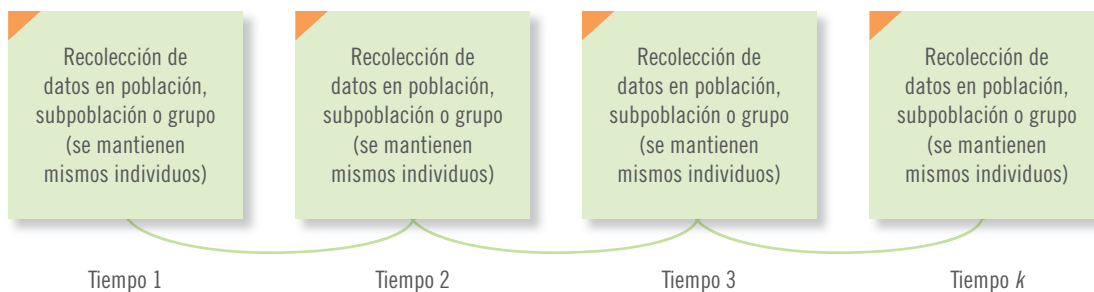 Recolección de
datos en población,
subpoblación o grupo
(se mantienen
mismos individuos)
Recolección de
datos en población,
subpoblación o grupo
(se mantienen
mismos individuos)
Recolección de
datos en población,
subpoblación o grupo
(se mantienen
mismos individuos)
Recolección de
datos en población,
subpoblación o grupo
(se mantienen
mismos individuos)
Tiempo 1
Tiempo 2
Tiempo 3
Tiempo k